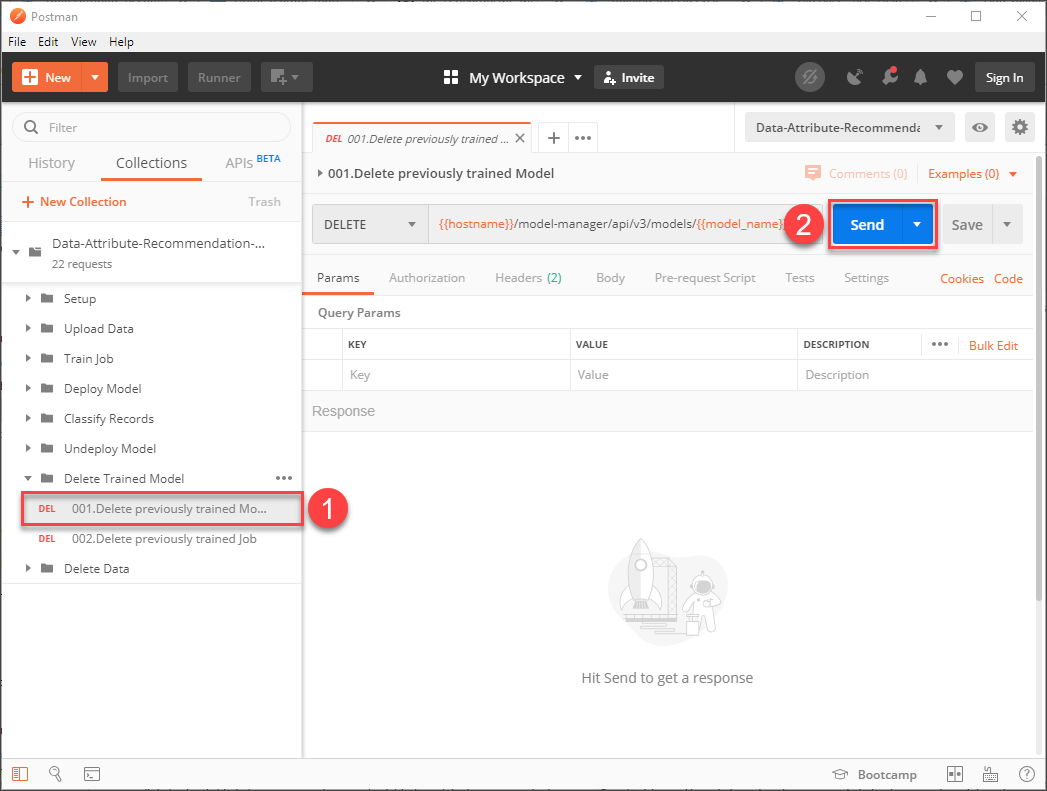 Postman
File Edit View Help
New Import Runner My Workspace Invite Sign In
Filter
History Collections APIs BETA
New Collection Trash
Data-Attribute-Recommendation-...
22 requests
Setup
Upload Data
Train Job
Deploy Model
Classify Records
Undeploy Model
Delete Trained Model
DEL 001.Delete previously trained Mo...
1
DEL 002.Delete previously trained Job
Delete Data
DEL 001.Delete previously trained ...
Data-Attribute-Recommenda
001.Delete previously trained Model Comments (0) Examples (0)
DELETE {{hostname}}/model-manager/api/v3/models/{{model_name} 2 Send Save
Params Authorization Headers (2) Body Pre-request Script Tests Settings Cookies Code
Query Params
KEY VALUE DESCRIPTION Bulk Edit
Key Value Description
Response
Hit Send to get a response
Bootcamp